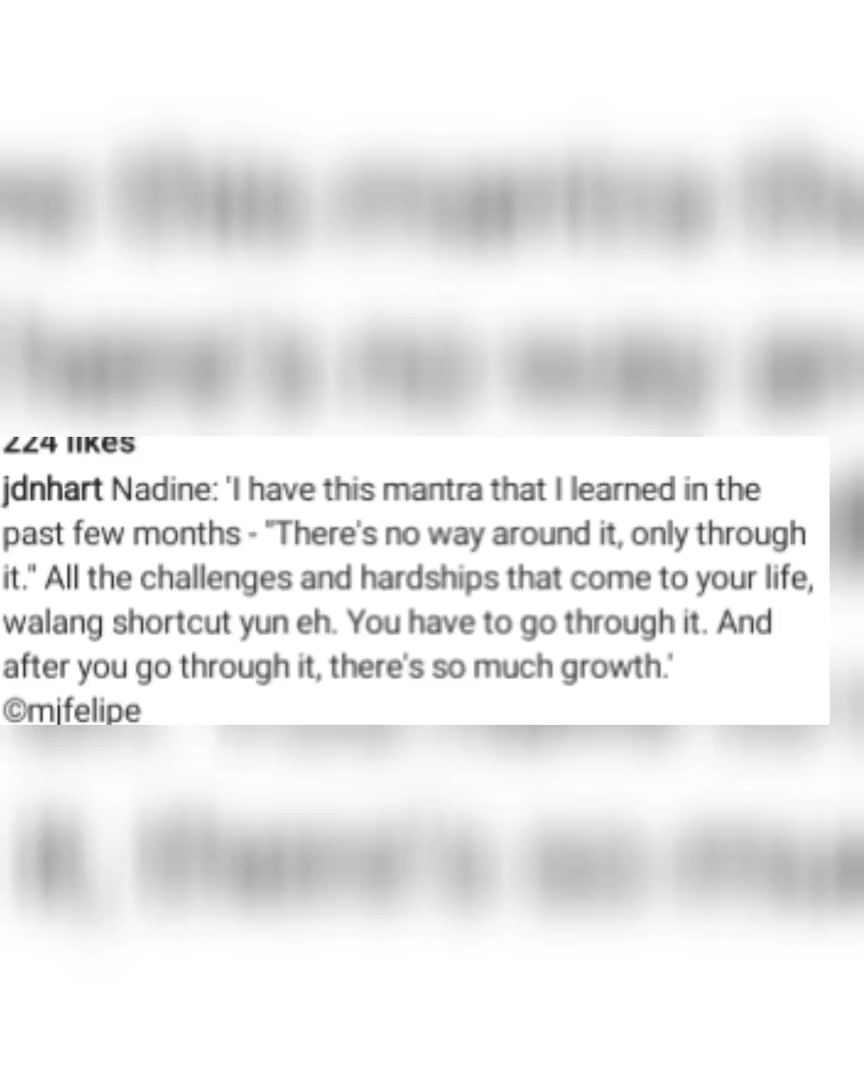 224 likes
jdnhart Nadine: 'I have this mantra that I learned in the
past few months - "There's no way around it, only through
it." All the challenges and hardships that come to your life,
walang shortcut yun eh. You have to go through it. And
after you go through it, there's so much growth.'
©mjfelipe